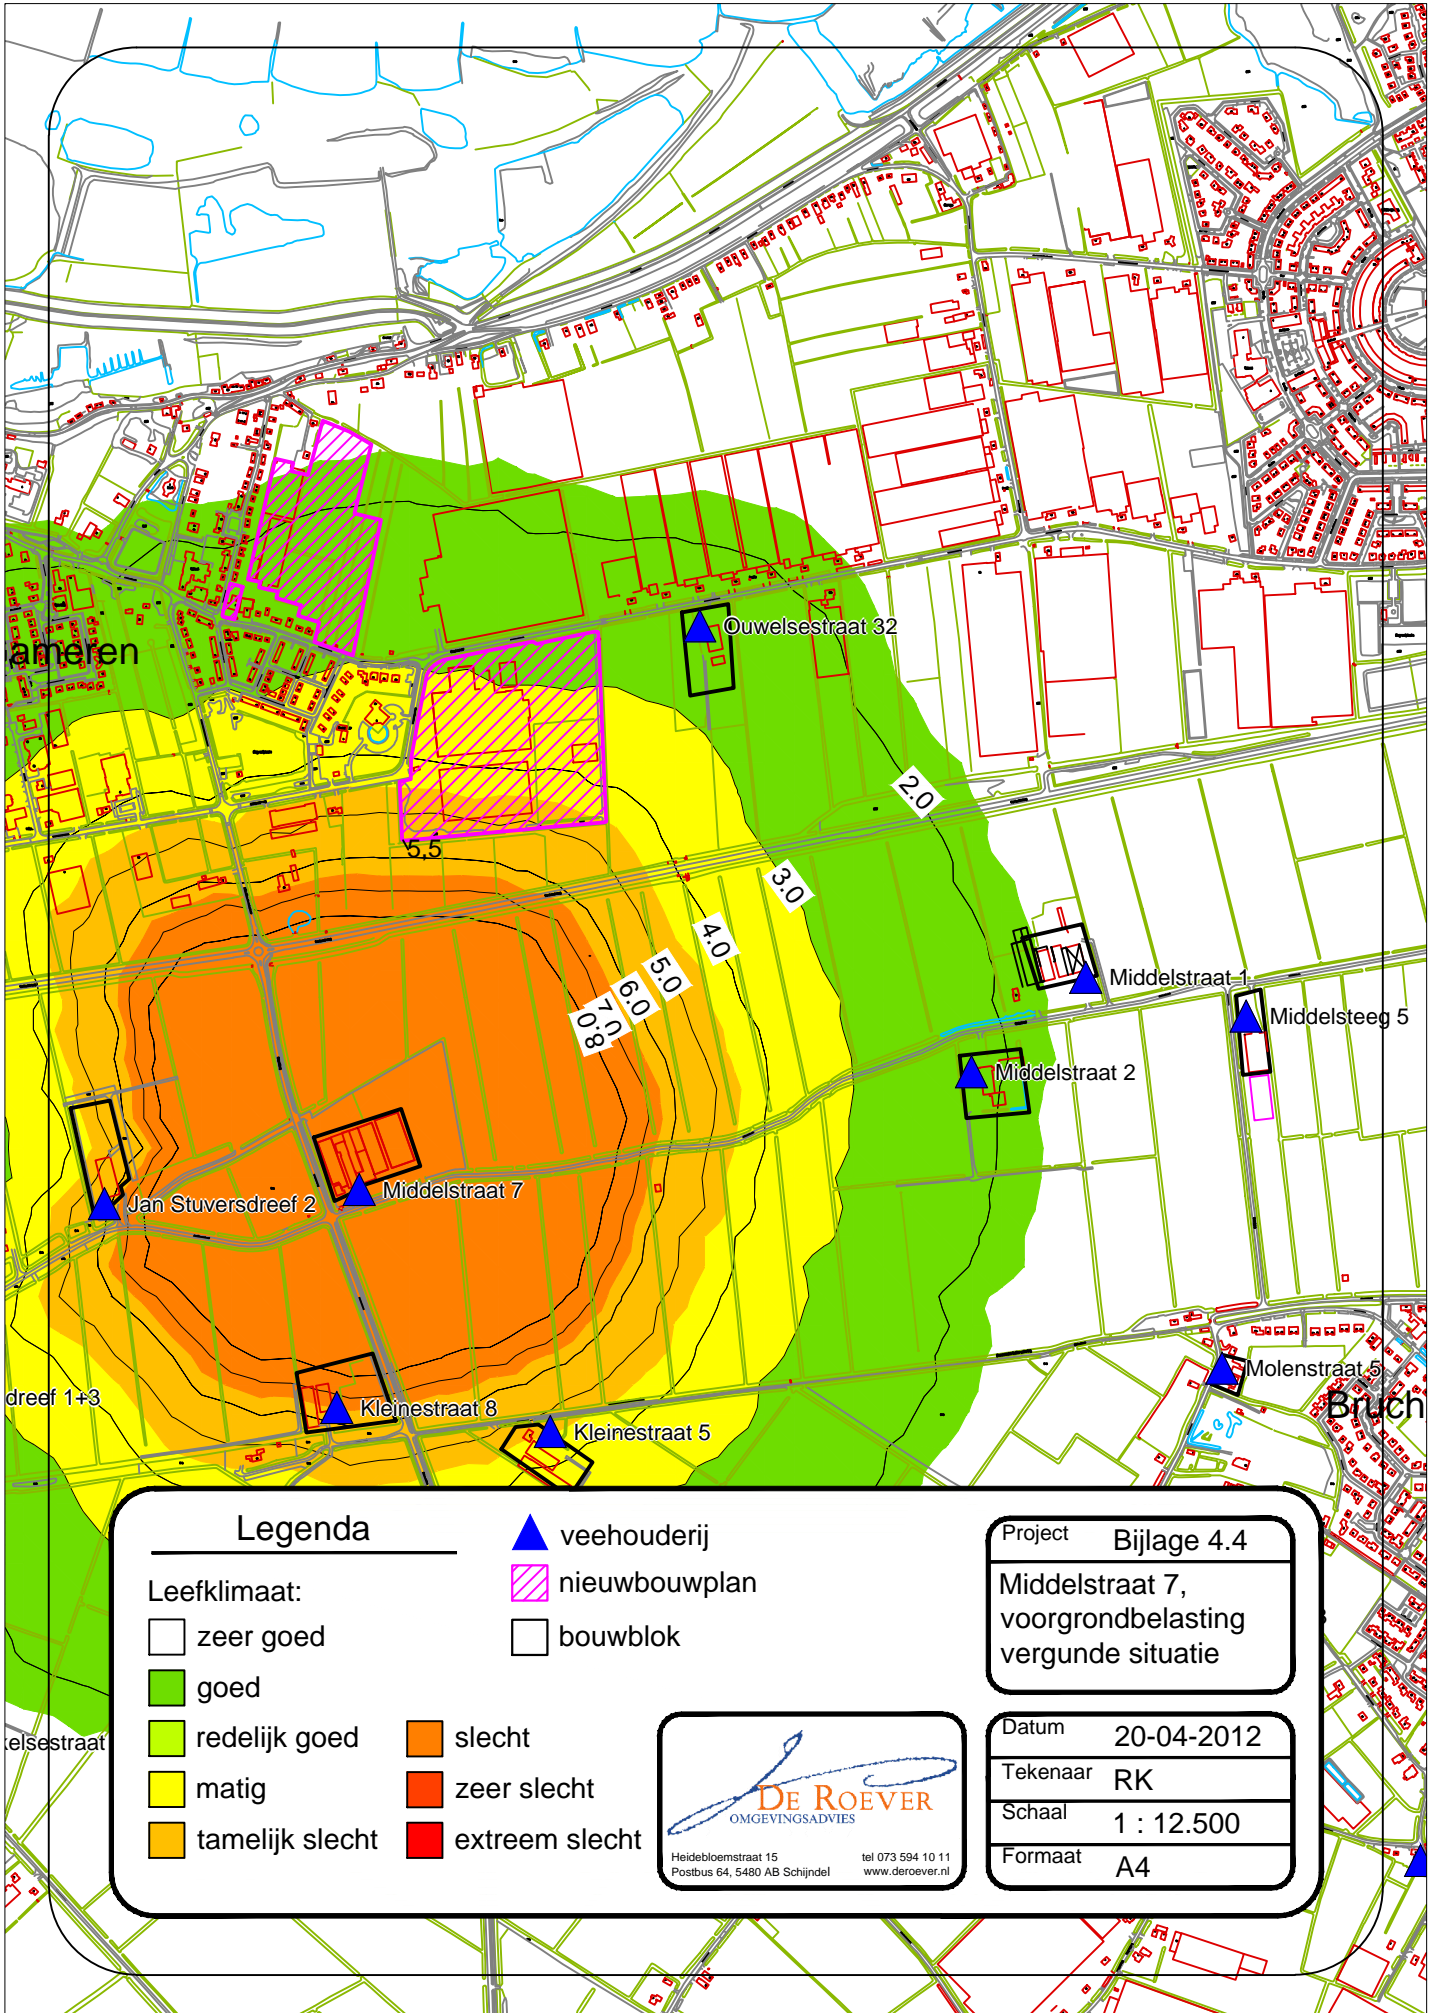 ameren
Ouwelsestraat 32
2.0
5,5
3.0
4.0
5.0
6.0
7.0
8.0
Middelstraat 1
Middelsteeg 5
Middelstraat 2
Middelstraat 7
Jan Stuversdreef 2
dreef 1+3
Kleinestraat 8
Kleinestraat 5
Molenstraat 5
Bruch
elsestraat
Legenda
Leefklimaat:
zeer goed
goed
redelijk goed
matig
tamelijk slecht
slecht
zeer slecht
extreem slecht
veehouderij
nieuwbouwplan
bouwblok
DE ROEVER
OMGEVINGSADVIES
Heidebloemstraat 15
tel 073 594 10 11
Postbus 64, 5480 AB Schijndel
www.deroever.nl
Project Bijlage 4.4
Middelstraat 7,
voorgrondbelasting
vergunde situatie
Datum 20-04-2012
Tekenaar RK
Schaal 1 : 12.500
Formaat A4